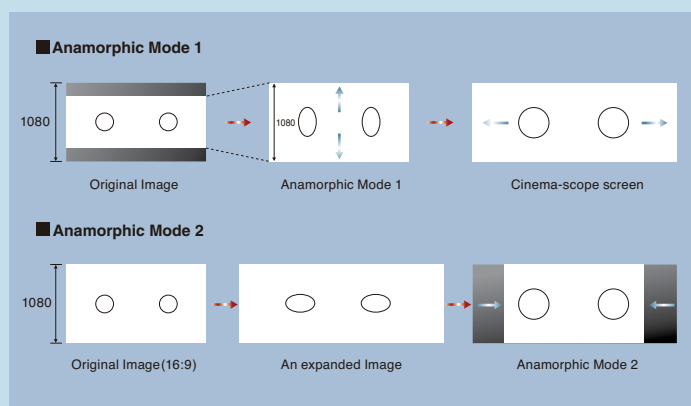 Anamorphic Mode 1
1080
1080
Original Image
Anamorphic Mode 1
Cinema-scope screen
Anamorphic Mode 2
1080
Original Image(16:9)
An expanded Image
Anamorphic Mode 2